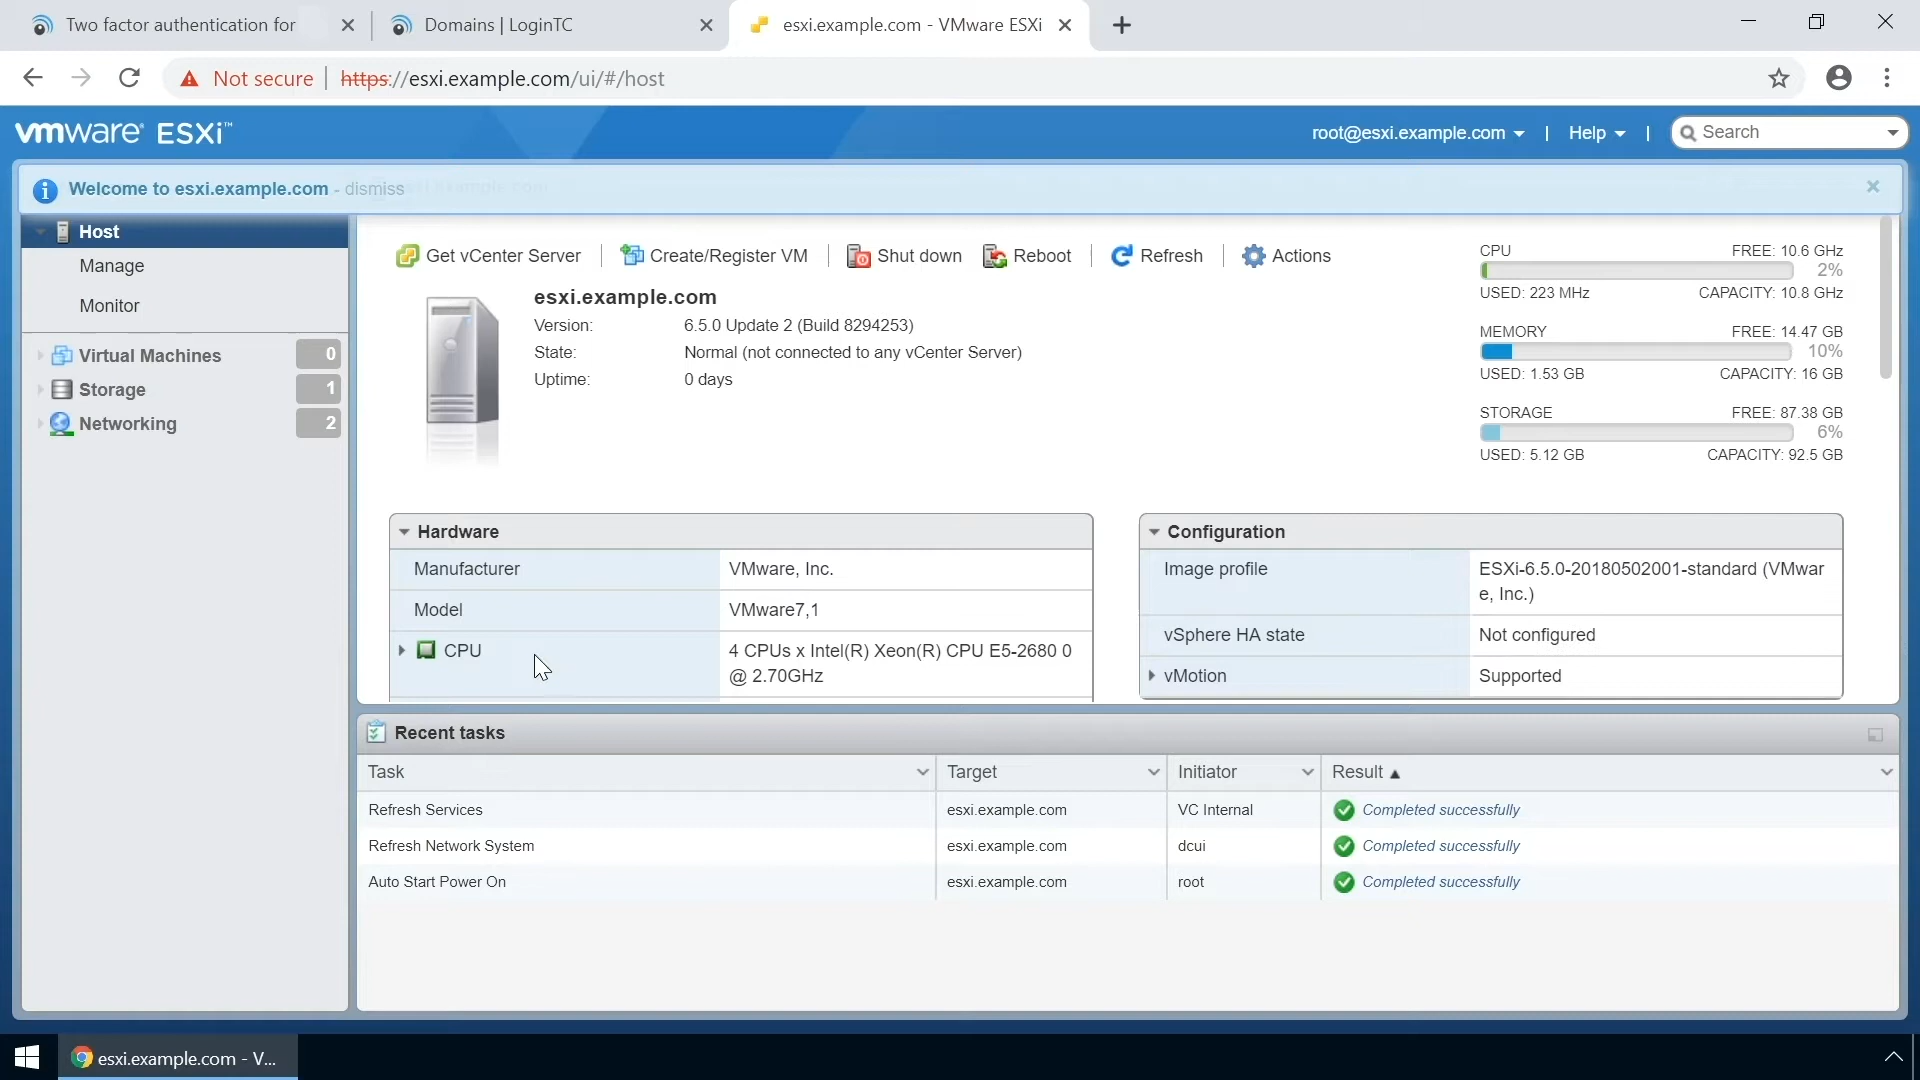 Two factor authentication for
Domains | LoginTC
esxi.example.com - VMware ESXi
Not secure | https://esxi.example.com/ui/#/host
vmware® ESXi™
root@esxi.example.com | Help | Search
Welcome to esxi.example.com - dismiss
Host
Manage
Monitor
Virtual Machines 0
Storage 1
Networking 2
Get vCenter Server | Create/Register VM | Shut down Reboot | Refresh | Actions
esxi.example.com
Version: 6.5.0 Update 2 (Build 8294253)
State: Normal (not connected to any vCenter Server)
Uptime: 0 days
CPU FREE: 10.6 GHz
2%
USED: 223 MHz CAPACITY: 10.8 GHz
MEMORY FREE: 14.47 GB
10%
USED: 1.53 GB CAPACITY: 16 GB
STORAGE FREE: 87.38 GB
6%
USED: 5.12 GB CAPACITY: 92.5 GB
Hardware
Manufacturer VMware, Inc.
Model VMware7,1
CPU 4 CPUs x Intel(R) Xeon(R) CPU E5-2680 0
@ 2.70GHz
Configuration
Image profile ESXi-6.5.0-20180502001-standard (VMwar
e, Inc.)
vSphere HA state Not configured
vMotion Supported
Recent tasks
Task Target Initiator Result
Refresh Services esxi.example.com VC Internal Completed successfully
Refresh Network System esxi.example.com dcui Completed successfully
Auto Start Power On esxi.example.com root Completed successfully
esxi.example.com - V...